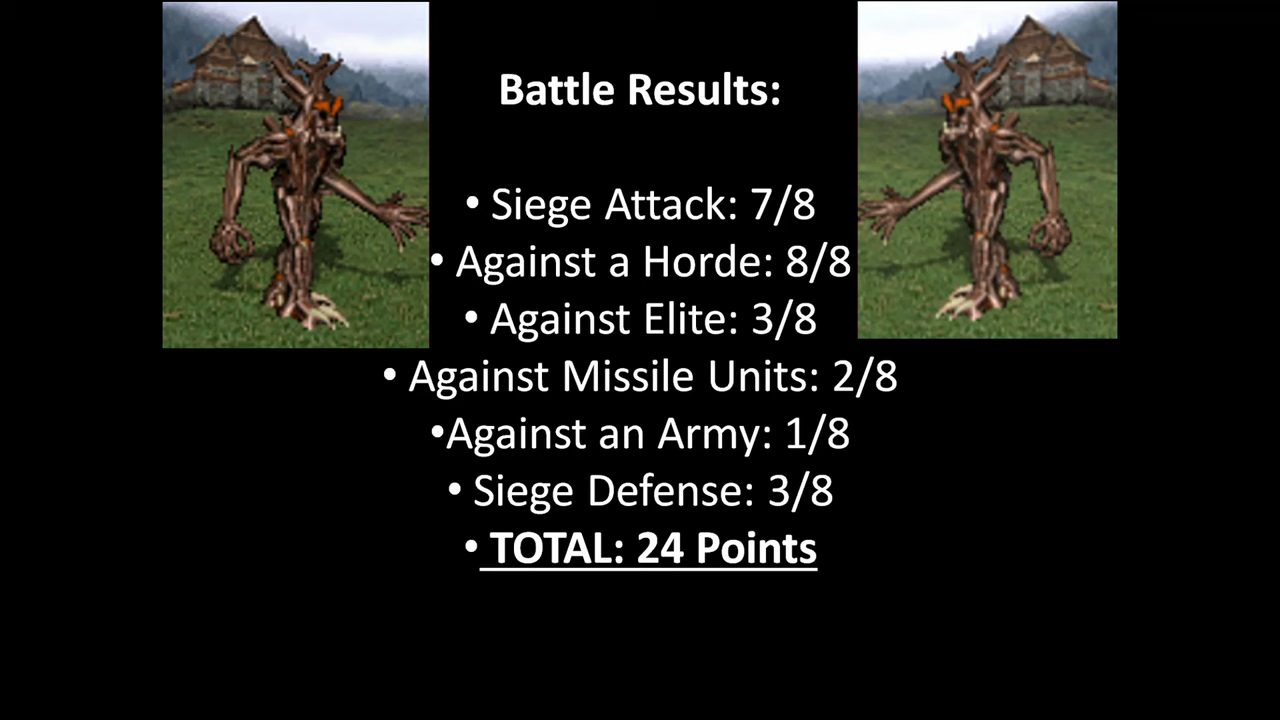 Battle Results:
• Siege Attack: 7/8
• Against a Horde: 8/8
• Against Elite: 3/8
• Against Missile Units: 2/8
•Against an Army: 1/8
• Siege Defense: 3/8
• TOTAL: 24 Points